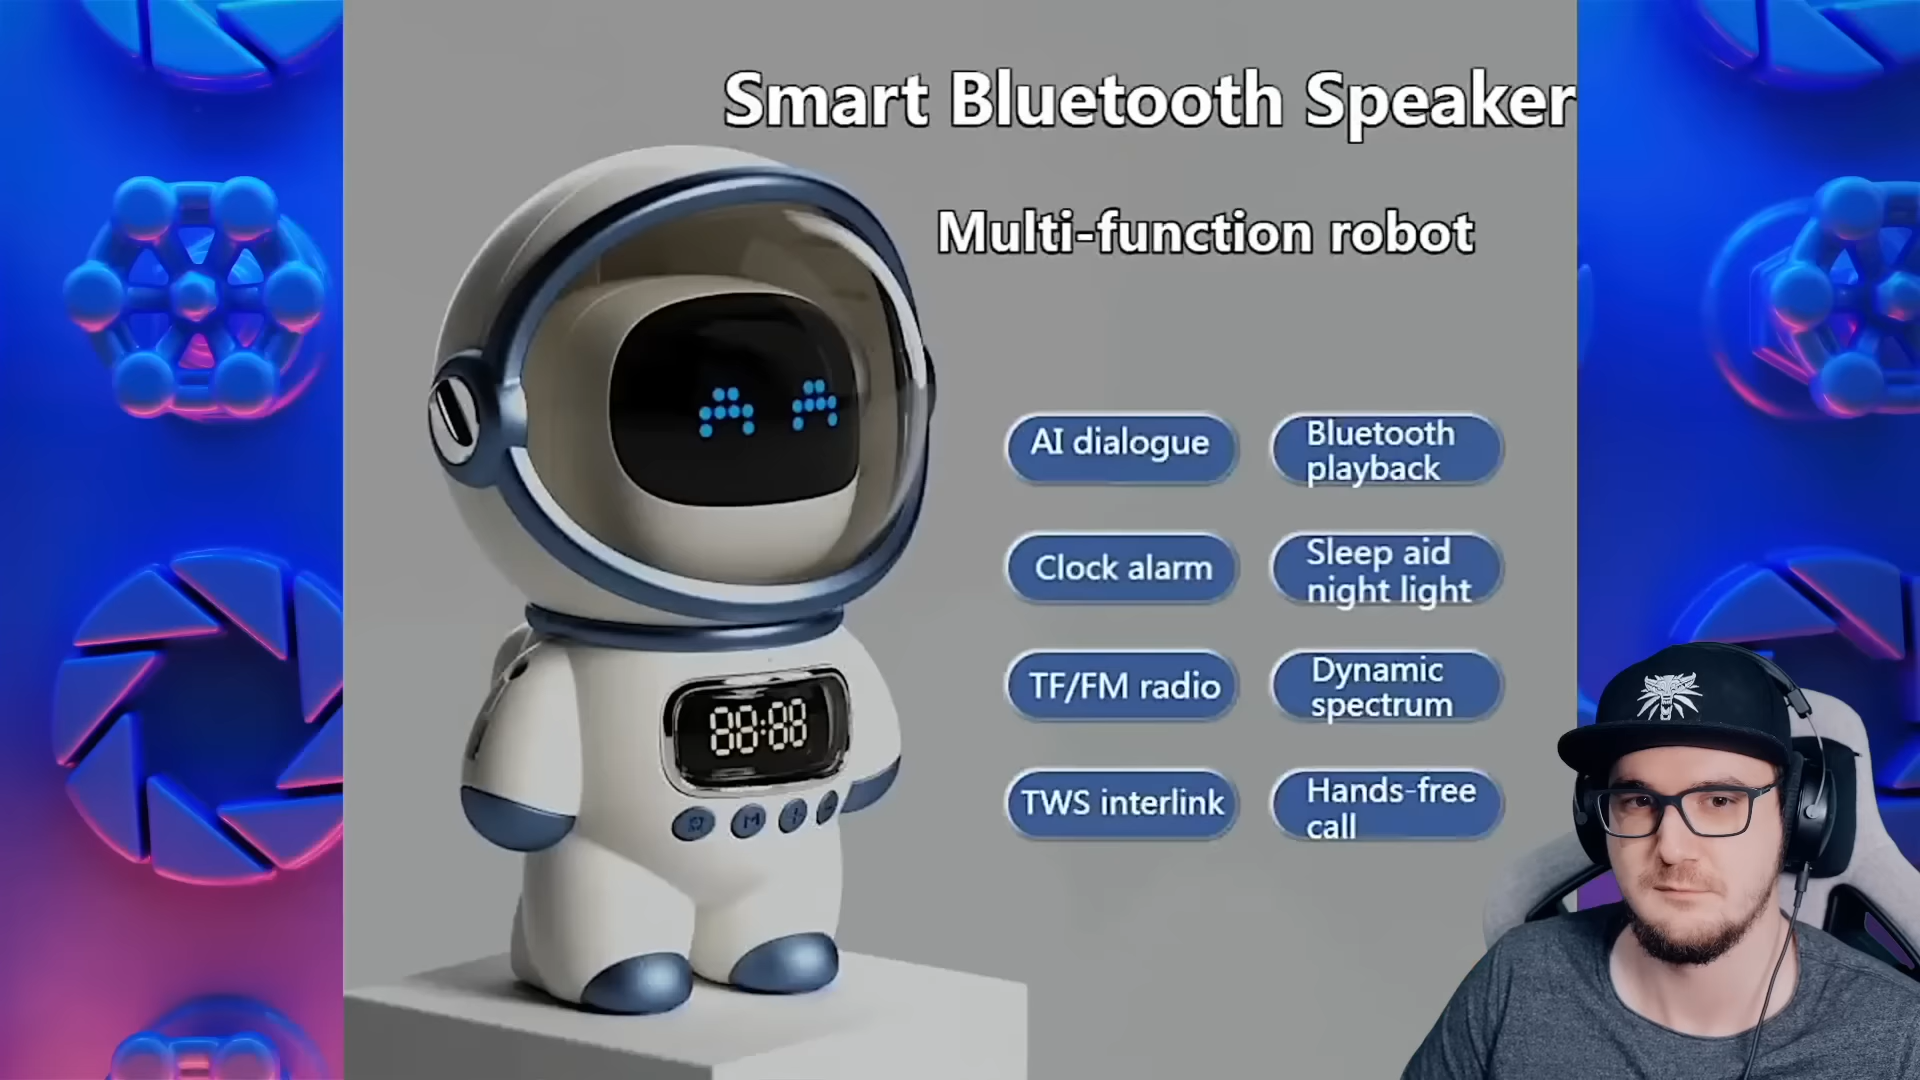 Smart Bluetooth Speaker
Multi-function robot
AI dialogue
Bluetooth
playback
Clock alarm
Sleep aid
night light
TF/FM radio
Dynamic
spectrum
TWS interlink
Hands-free
call
88:88
M